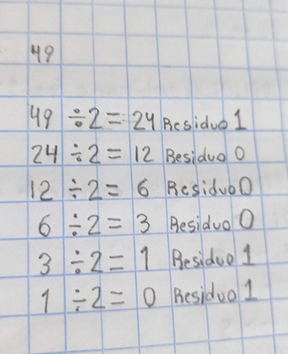 49
49 ÷ 2 = 24 Residuo 1
24 ÷ 2 = 12 Residuo 0
12 ÷ 2 = 6 Residuo 0
6 ÷ 2 = 3 Residuo 0
3 ÷ 2 = 1 Residuo 1
1 ÷ 2 = 0 Residuo 1